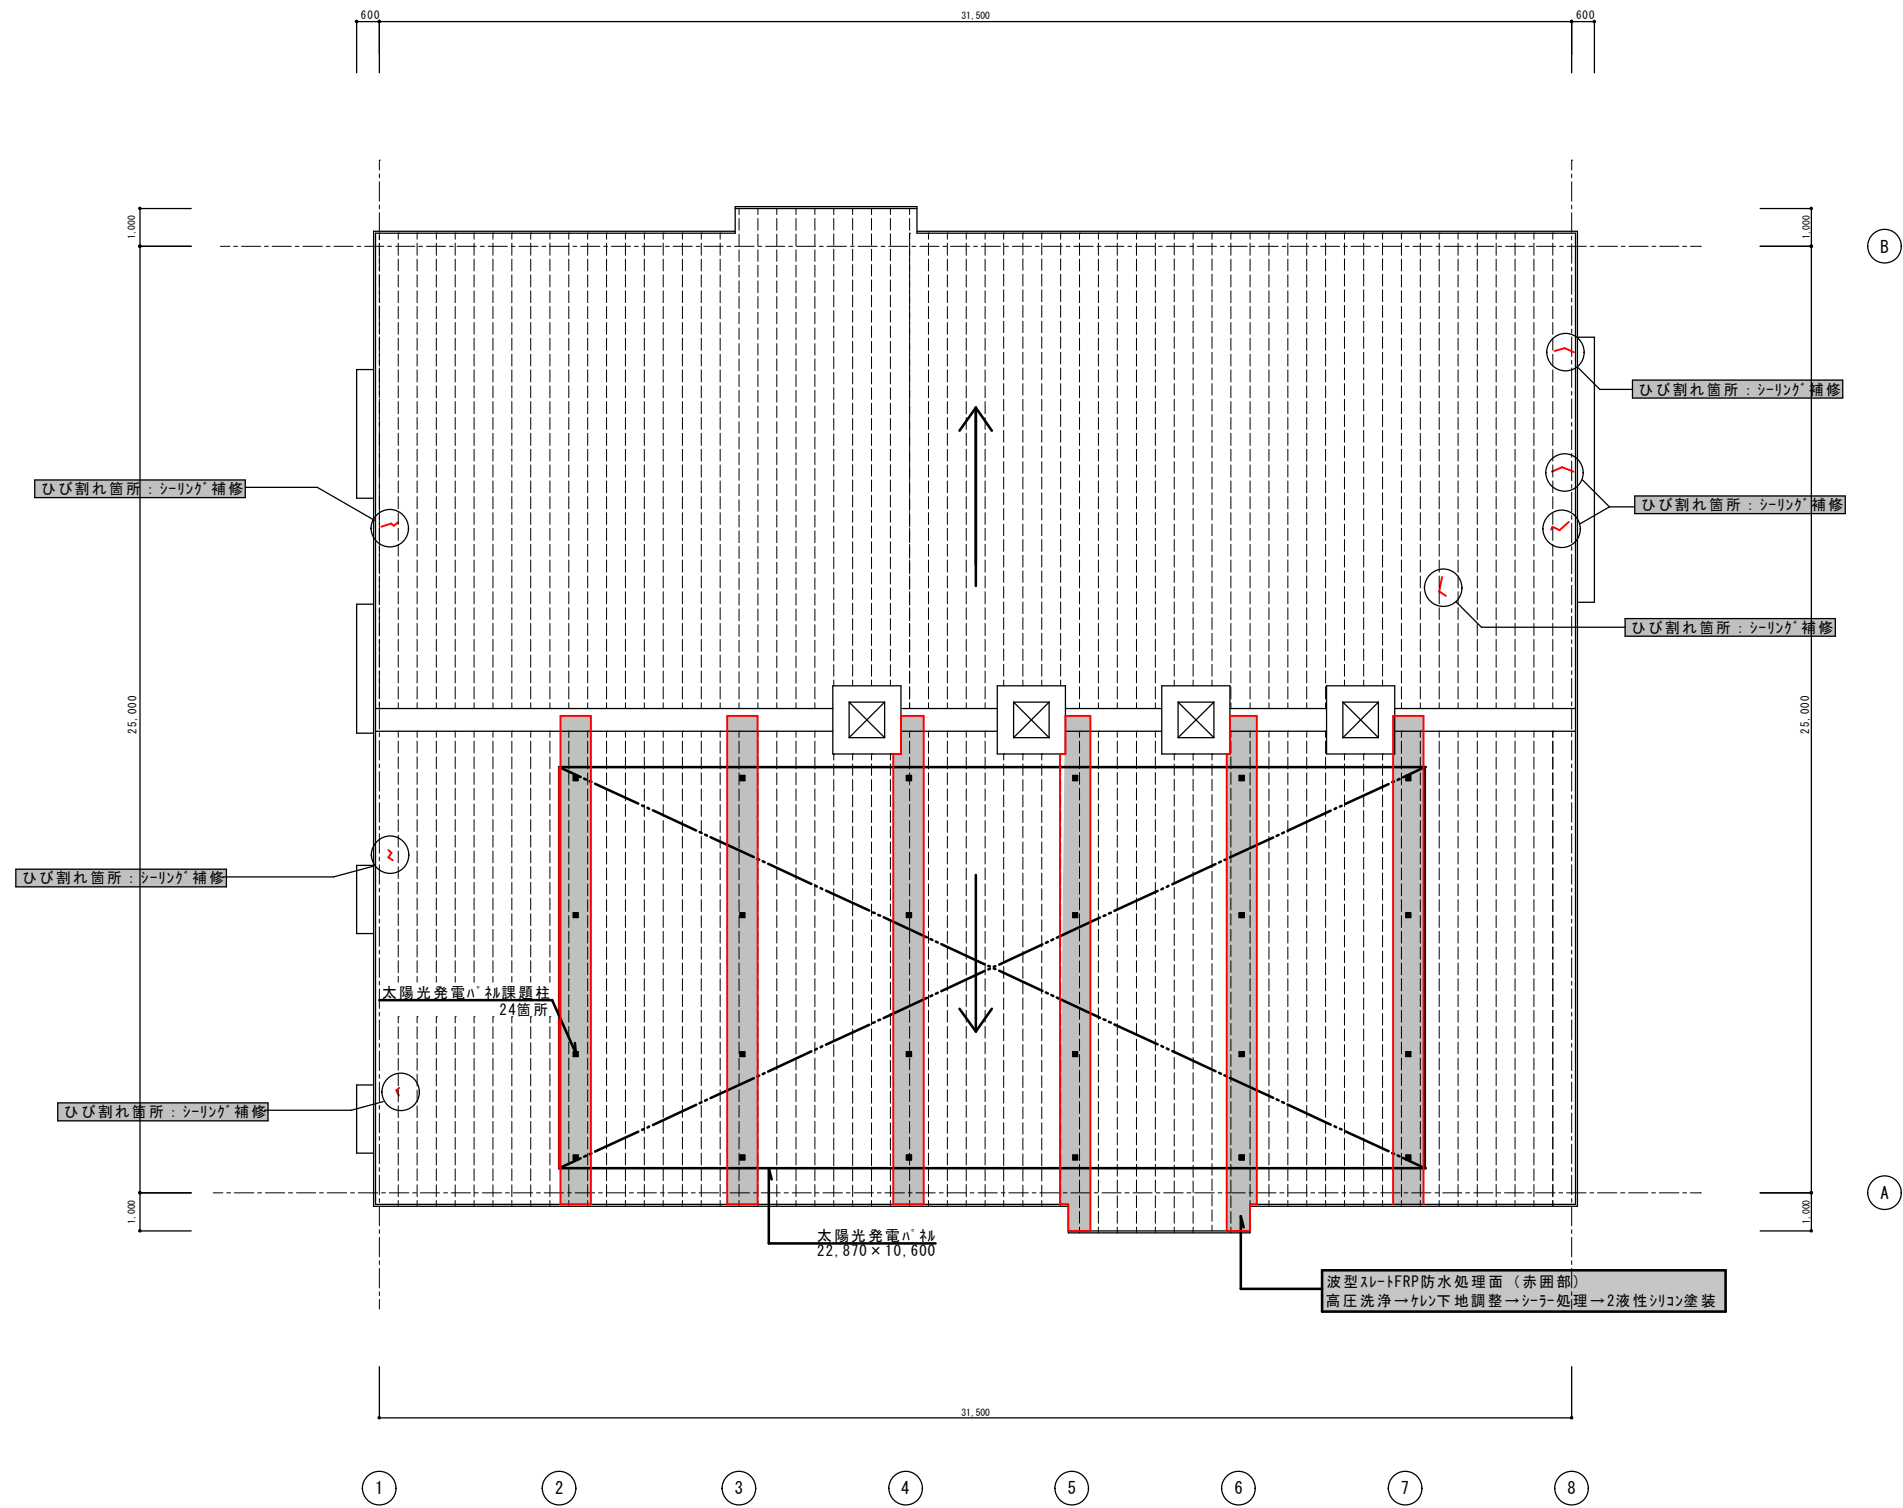 600
31,500
600
1,000
1,000
B
ひび割れ箇所：ｼｰﾘﾝｸﾞ補修
ひび割れ箇所：ｼｰﾘﾝｸﾞ補修
ひび割れ箇所：ｼｰﾘﾝｸﾞ補修
ひび割れ箇所：ｼｰﾘﾝｸﾞ補修
25,000
25,000
ひび割れ箇所：ｼｰﾘﾝｸﾞ補修
太陽光発電ﾊﾟﾈﾙ課題柱
24箇所
ひび割れ箇所：ｼｰﾘﾝｸﾞ補修
A
1,000
1,000
太陽光発電ﾊﾟﾈﾙ
22,870×10,600
波型ｽﾚｰﾄFRP防水処理面（赤囲部）
高圧洗浄→ｹﾚﾝ下地調整→ｼｰﾗｰ処理→2液性ｼﾘｺﾝ塗装
31,500
1
2
3
4
5
6
7
8